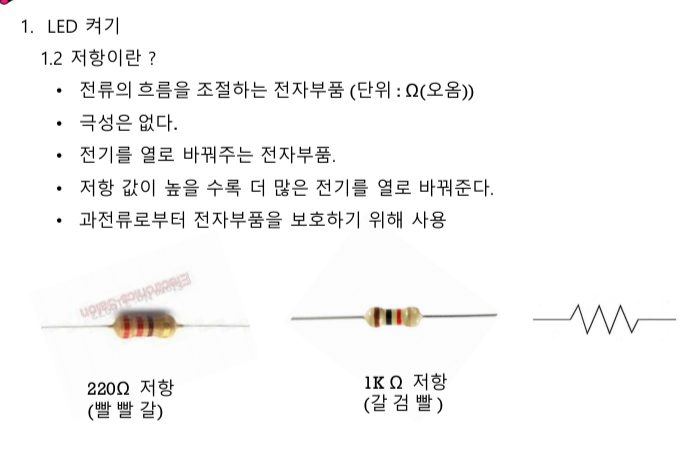 1. LED 켜기
1.2 저항이란 ?
• 전류의 흐름을 조절하는 전자부품 (단위 : Ω(오옴))
• 극성은 없다.
• 전기를 열로 바꿔주는 전자부품.
• 저항 값이 높을 수록 더 많은 전기를 열로 바꿔준다.
• 과전류로부터 전자부품을 보호하기 위해 사용
220Ω 저항
(빨 빨 갈)
1K Ω 저항
(갈 검 빨 )